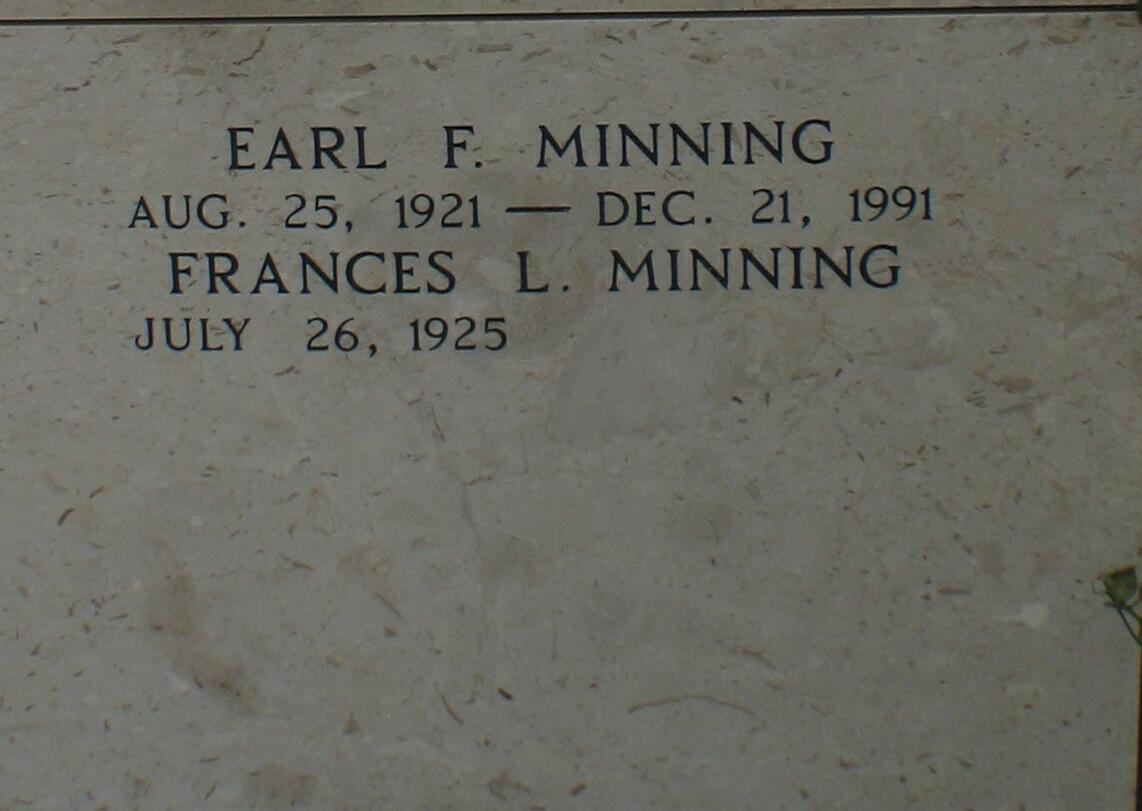 EARL F. MINNING
AUG. 25, 1921 — DEC. 21, 1991
FRANCES L. MINNING
JULY 26, 1925